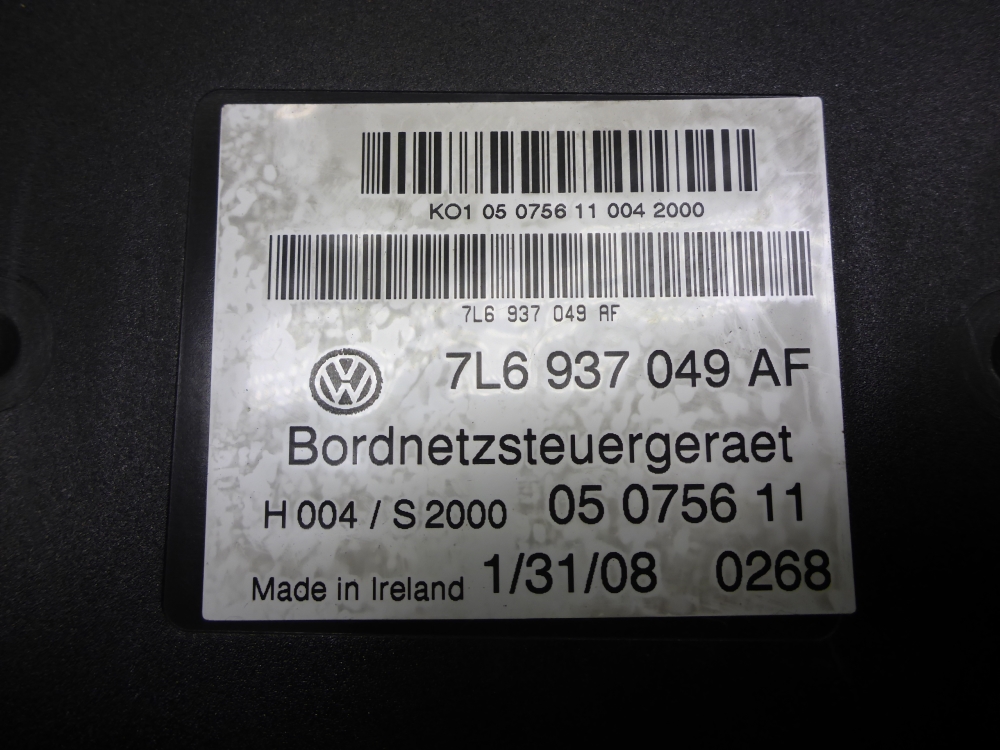 KO1 05 0756 11 004 2000
7L6 937 049 AF
VW 7L6 937 049 AF
Bordnetzsteuergeraet
H 004 / S 2000 05 0756 11
Made in Ireland 1/31/08 0268